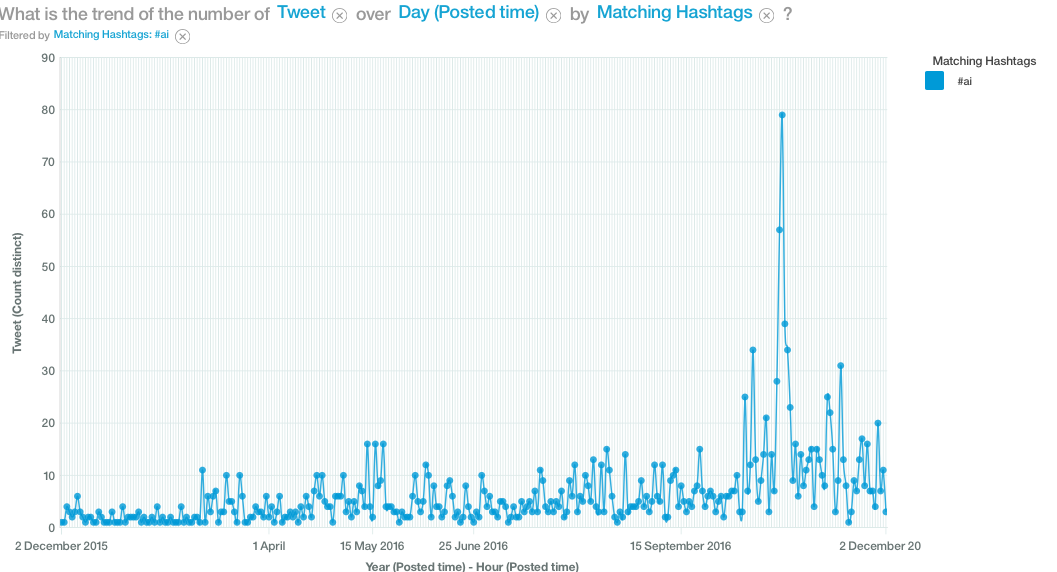 What is the trend of the number of Tweet over Day (Posted time) by Matching Hashtags ?
Filtered by Matching Hashtags: #ai
90
80
70
60
50
40
30
20
10
0
Tweet (Count distinct)
2 December 2015 1 April 15 May 2016 25 June 2016 15 September 2016 2 December 20
Year (Posted time) - Hour (Posted time)
Matching Hashtags
#ai